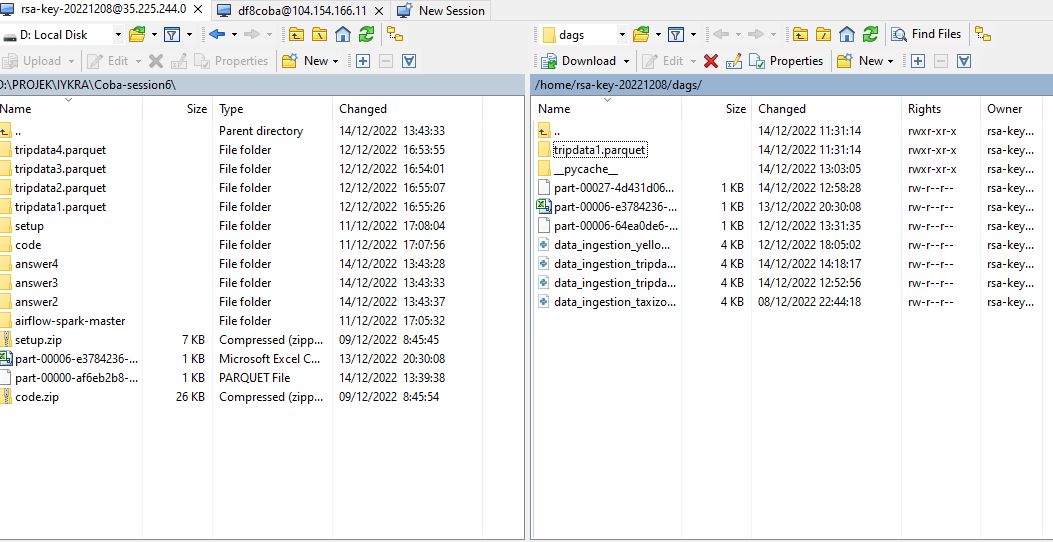 rsa-key-20221208@35.225.244.0 df8coba@104.154.166.11 New Session
D: Local Disk dags Find Files
Upload Edit Properties New Download Edit Properties New
D:\PROJEK\IYKRA\Coba-session6\ /home/rsa-key-20221208/dags/
Name Size Type Changed Name Size Changed Rights Owner
.. Parent directory 14/12/2022 13:43:33 .. 14/12/2022 11:31:14 rwxr-xr-x rsa-key...
tripdata4.parquet File folder 12/12/2022 16:53:55 tripdata1.parquet 14/12/2022 11:31:14 rwxr-xr-x rsa-key...
tripdata3.parquet File folder 12/12/2022 16:54:01 __pycache__ 14/12/2022 13:03:05 rwxr-xr-x rsa-key...
tripdata2.parquet File folder 12/12/2022 16:55:07 part-00027-4d431d06... 1 KB 14/12/2022 12:58:28 rw-r--r-- rsa-key...
tripdata1.parquet File folder 12/12/2022 16:55:26 part-00006-e3784236-... 1 KB 13/12/2022 20:30:08 rw-r--r-- rsa-key...
setup File folder 11/12/2022 17:08:04 part-00006-64ea0de6-... 1 KB 12/12/2022 13:31:35 rw-r--r-- rsa-key...
code File folder 11/12/2022 17:07:56 data_ingestion_yello... 4 KB 12/12/2022 18:05:02 rw-r--r-- rsa-key...
answer4 File folder 14/12/2022 13:43:28 data_ingestion_tripda... 4 KB 14/12/2022 14:18:17 rw-r--r-- rsa-key...
answer3 File folder 14/12/2022 13:43:33 data_ingestion_tripda... 4 KB 14/12/2022 12:52:56 rw-r--r-- rsa-key...
answer2 File folder 14/12/2022 13:43:37 data_ingestion_taxizo... 4 KB 08/12/2022 22:44:18 rw-r--r-- rsa-key...
airflow-spark-master File folder 11/12/2022 17:05:32
setup.zip 7 KB Compressed (zipp... 09/12/2022 8:45:45
part-00006-e3784236-... 1 KB Microsoft Excel C... 13/12/2022 20:30:08
part-00000-af6eb2b8-... 1 KB PARQUET File 14/12/2022 13:39:38
code.zip 26 KB Compressed (zipp... 09/12/2022 8:45:54